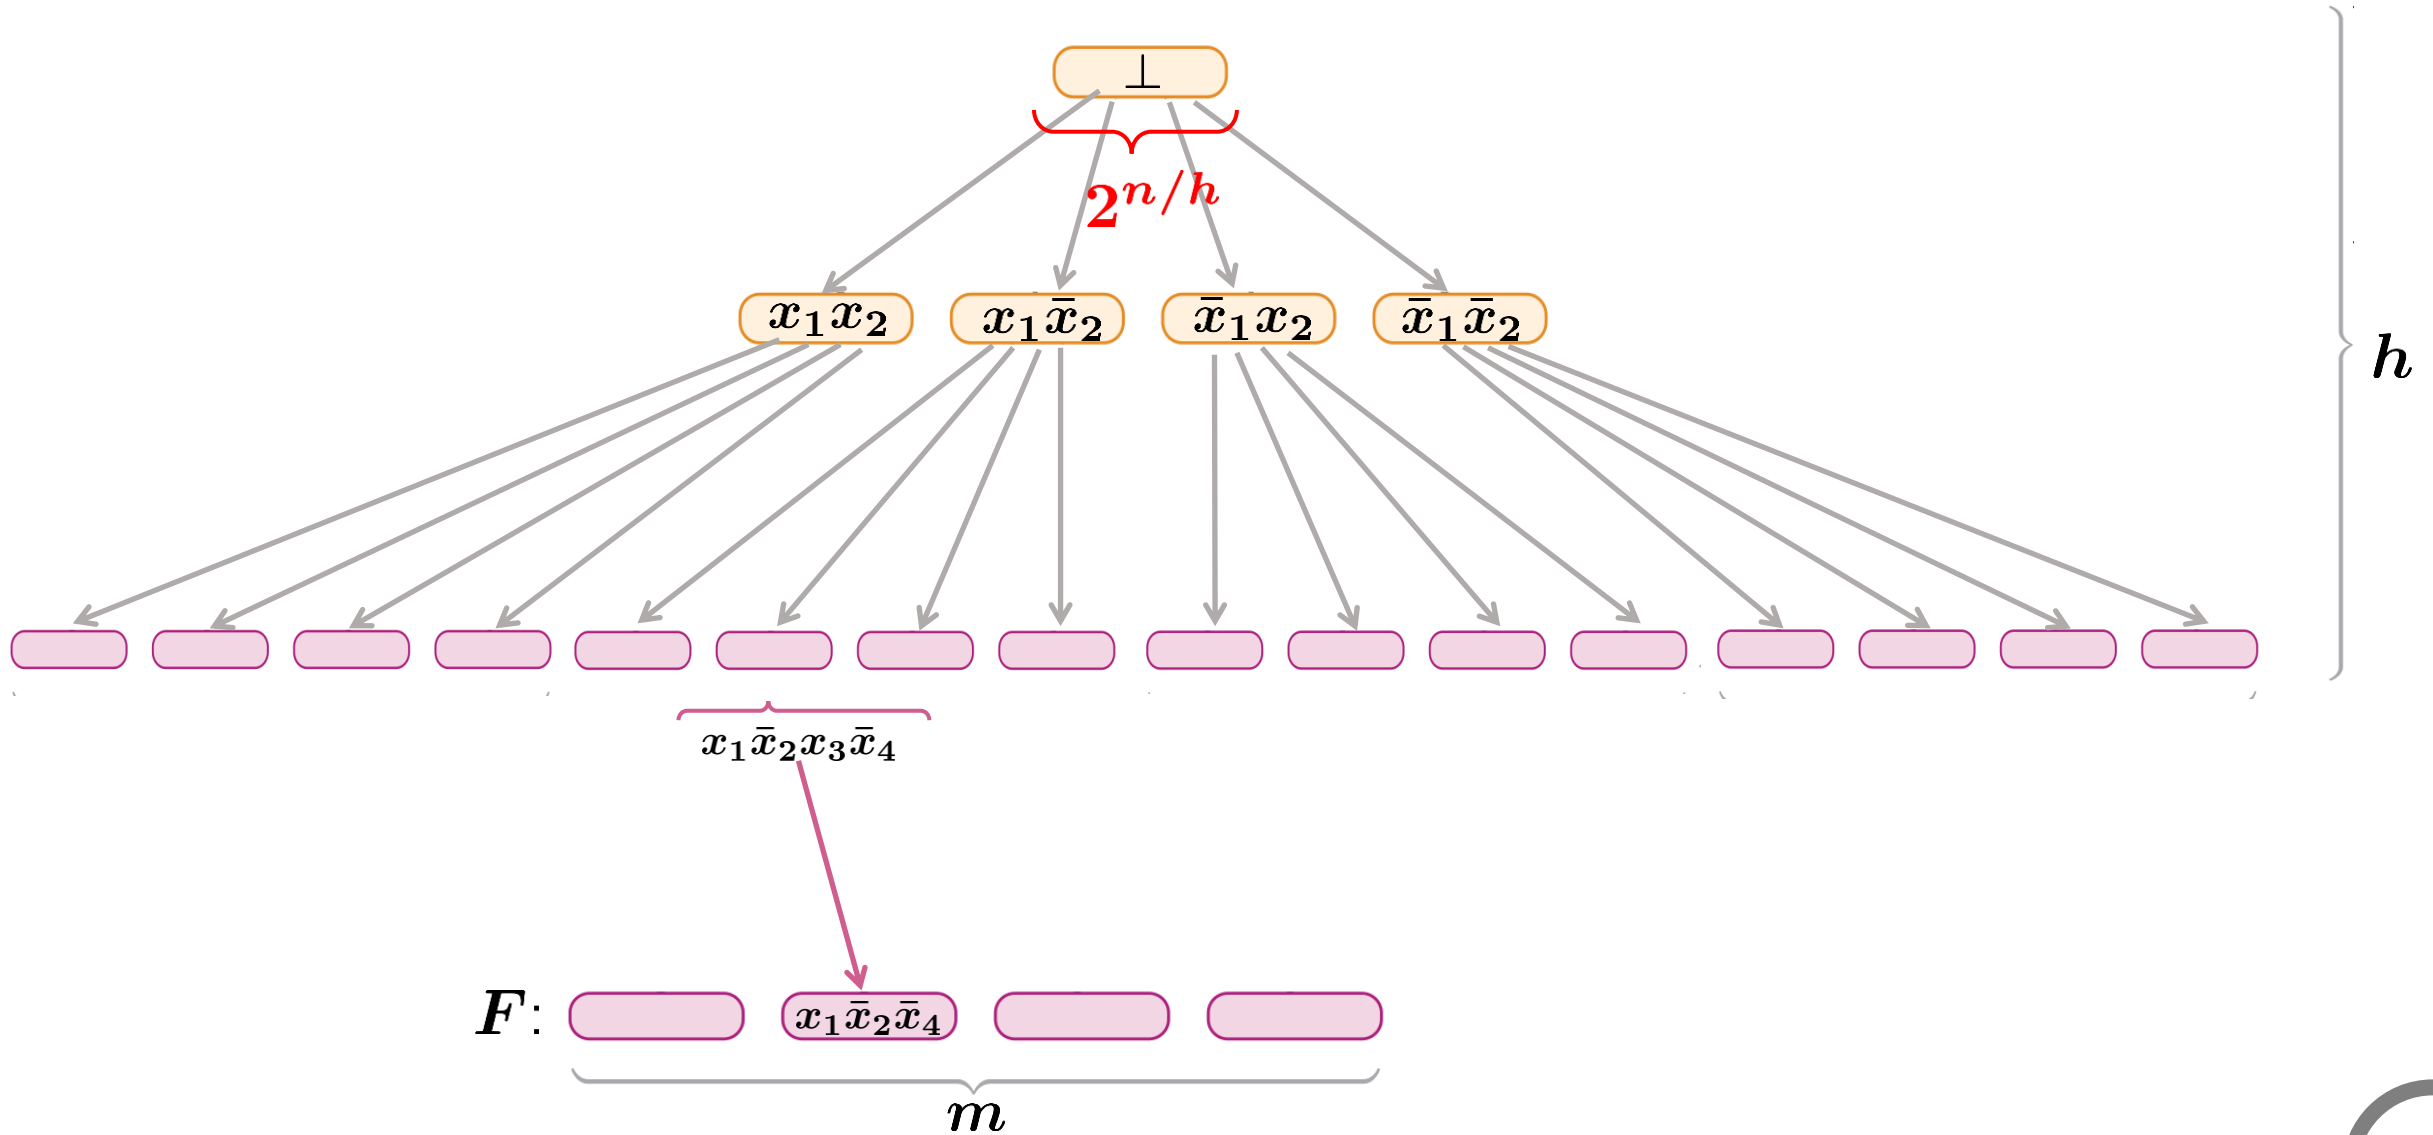 ⊥
2^{n/h}
x₁x₂ x₁x̄₂ x̄₁x₂ x̄₁x̄₂
h
x₁x̄₂x₃x̄₄
F: x₁x̄₂x̄₄
m